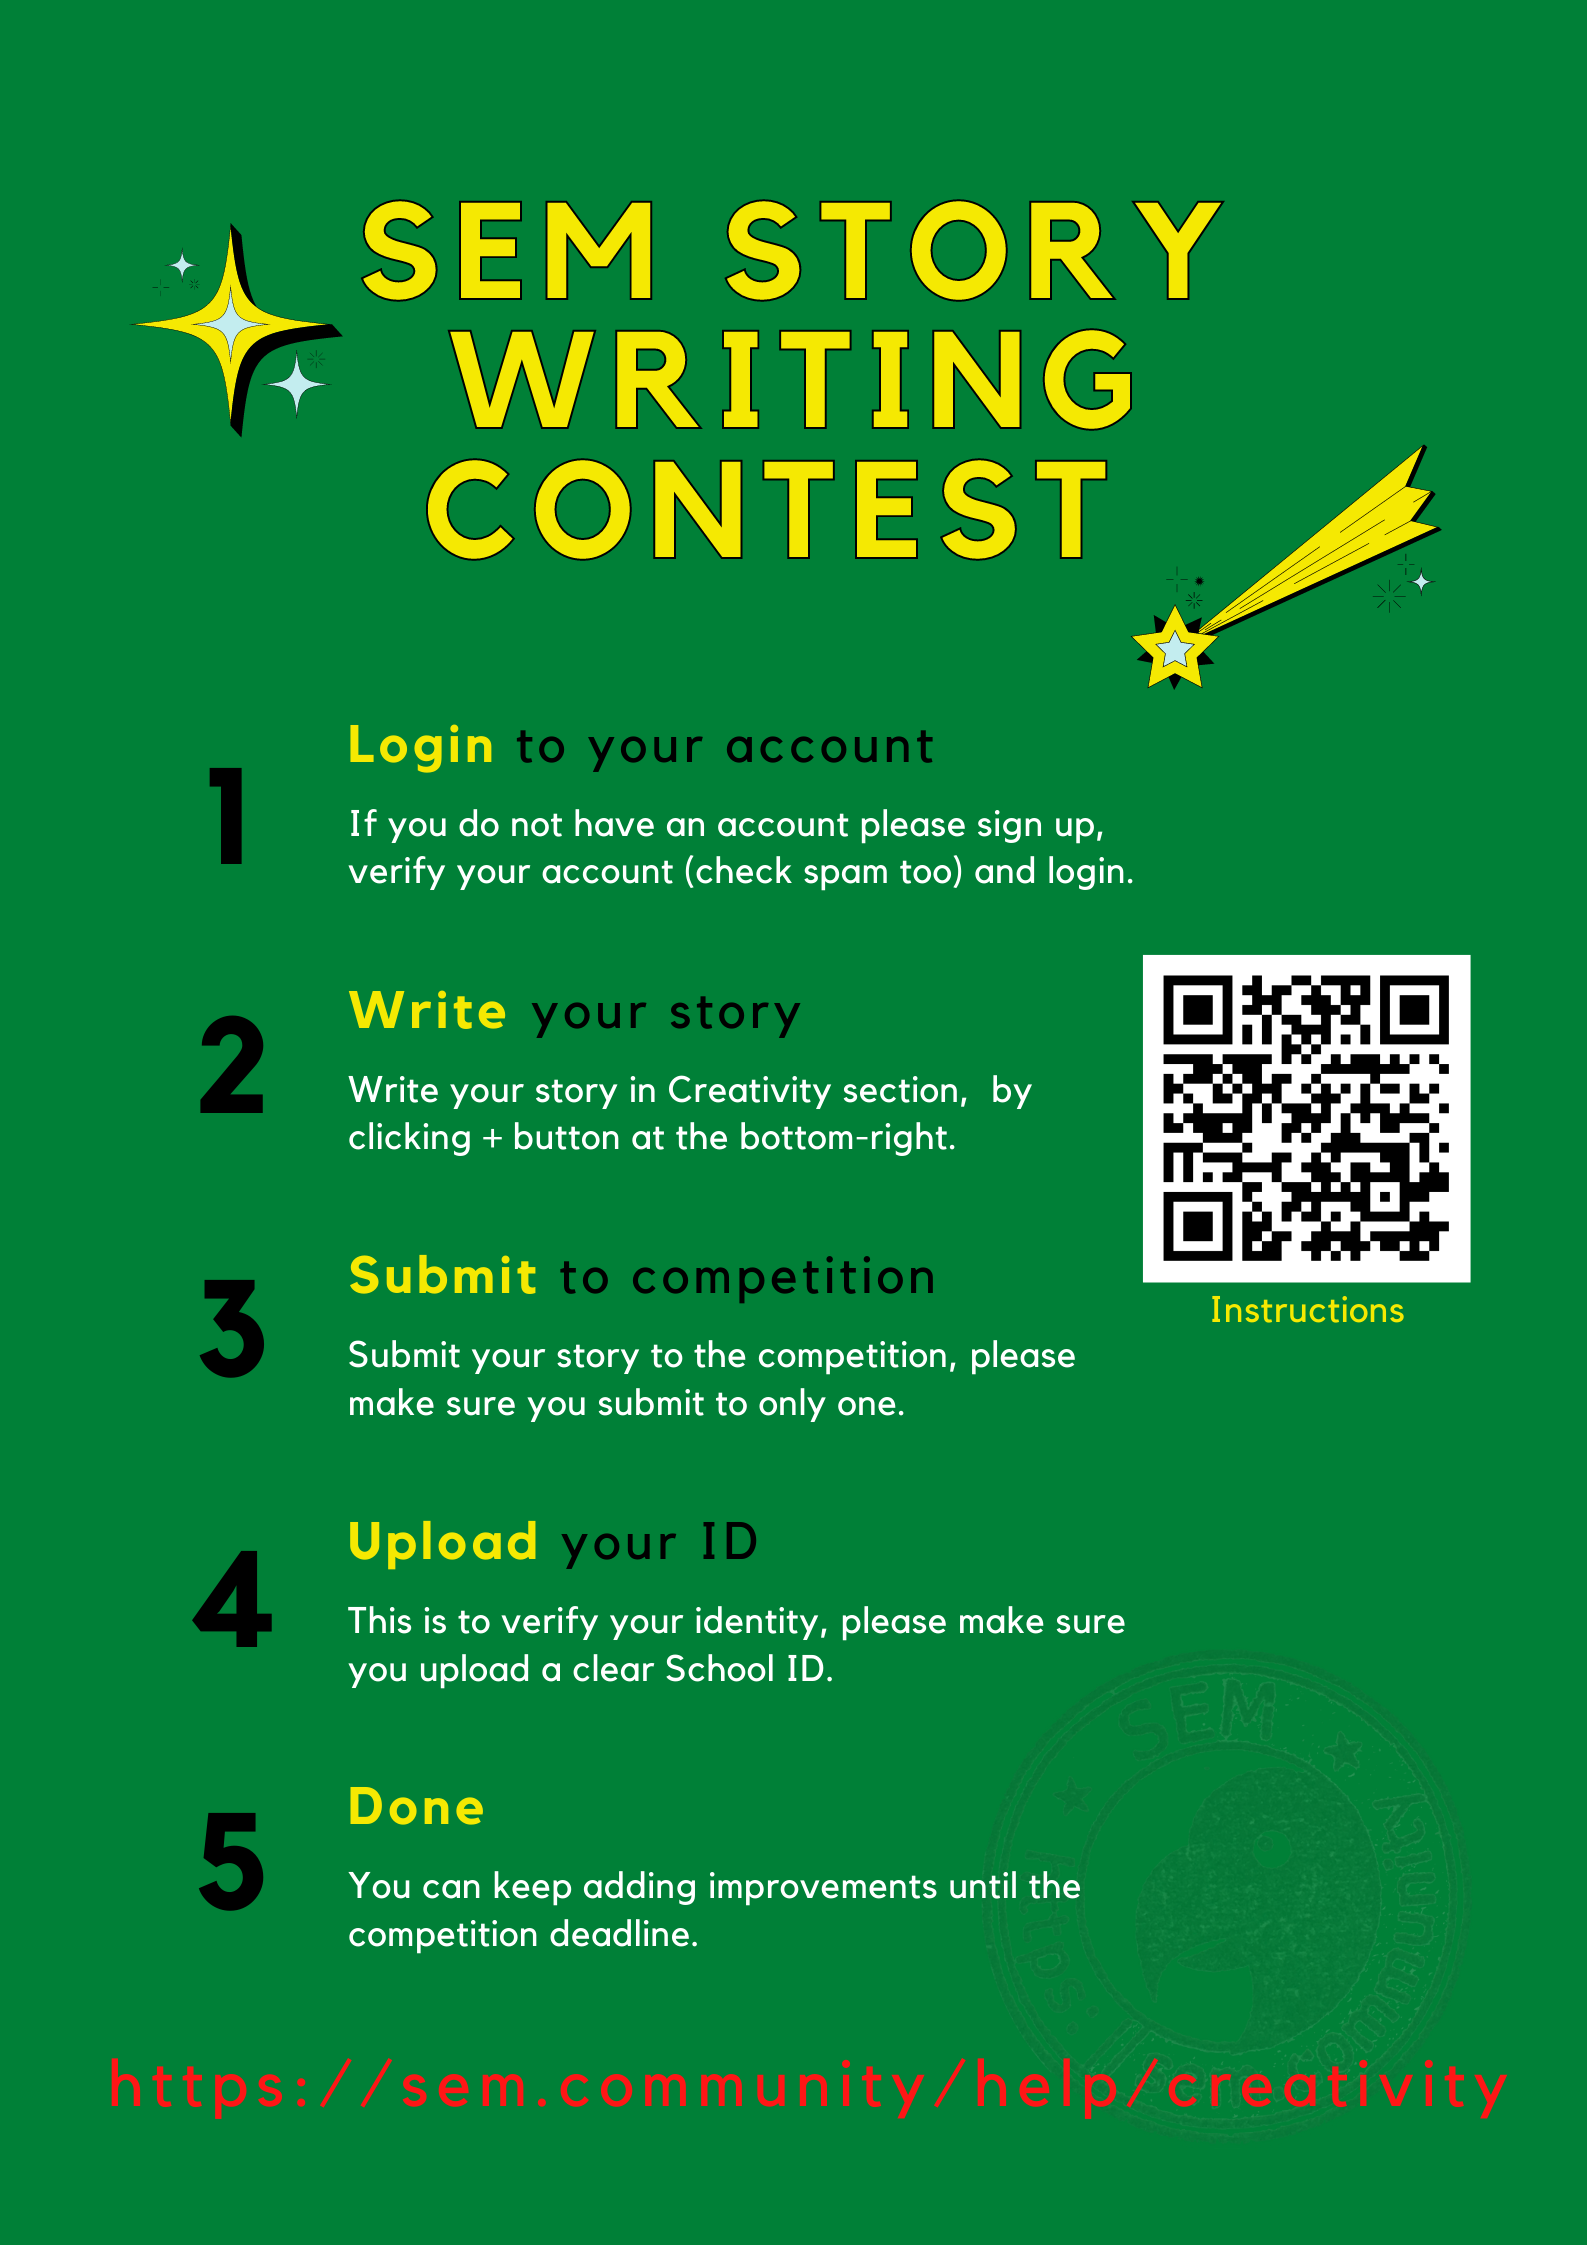 SEM STORY
WRITING
CONTEST
1
Login to your account
If you do not have an account please sign up,
verify your account (check spam too) and login.
2
Write your story
Write your story in Creativity section,  by
clicking + button at the bottom-right.
Instructions
3
Submit to competition
Submit your story to the competition, please
make sure you submit to only one.
4
Upload your ID
This is to verify your identity, please make sure
you upload a clear School ID.
5
Done
You can keep adding improvements until the
competition deadline.
SEM
https://sem.community
https://sem.community/help/creativity